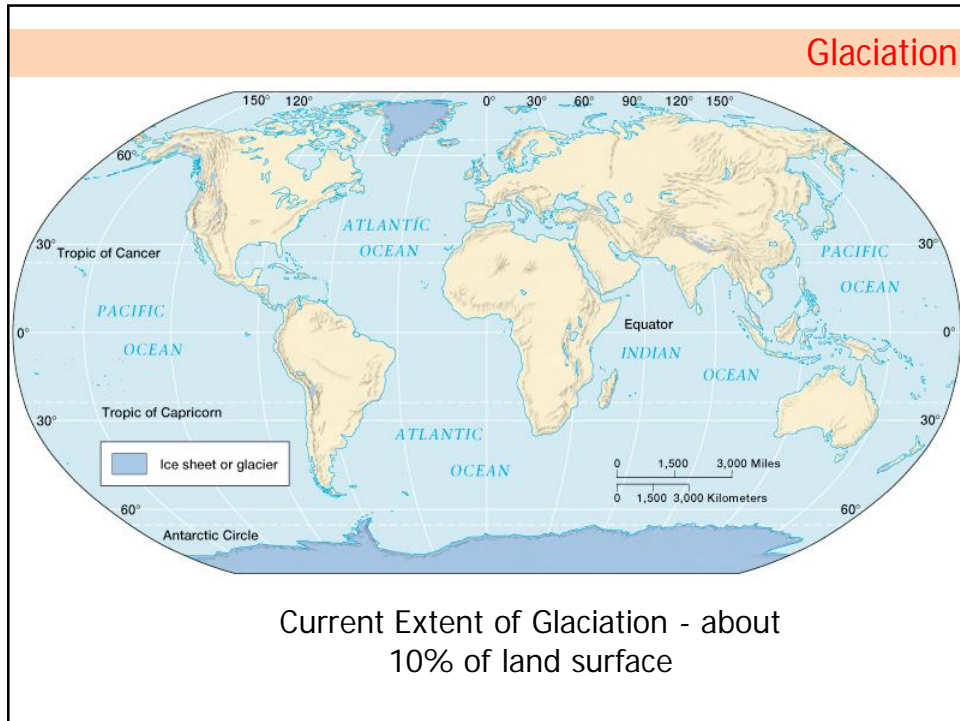 Glaciation
150° 120° 0° 30° 60° 90° 120° 150°
60°
ATLANTIC
OCEAN
30° 30°
Tropic of Cancer
PACIFIC
OCEAN
PACIFIC
OCEAN
Equator
0° 0°
INDIAN
OCEAN
Tropic of Capricorn
30° 30°
ATLANTIC
OCEAN
Ice sheet or glacier
0 1,500 3,000 Miles
0 1,500 3,000 Kilometers
60° 60°
Antarctic Circle
Current Extent of Glaciation - about
10% of land surface